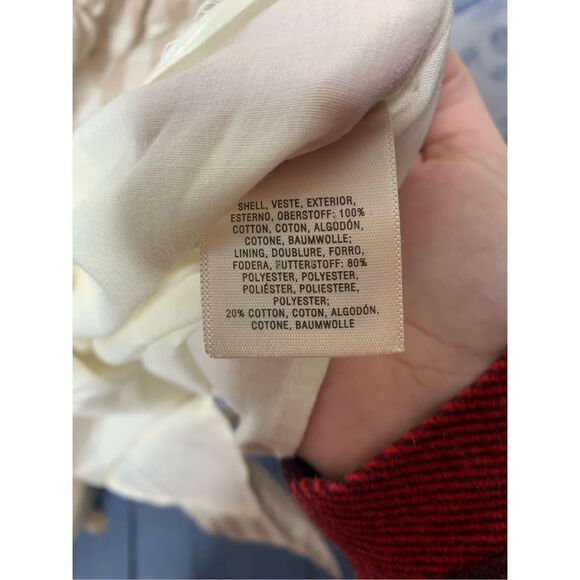 SHELL, VESTE, EXTERIOR,
ESTERNO, OBERSTOFF: 100%
COTTON, COTON, ALGODÓN,
COTONE, BAUMWOLLE;
LINING, DOUBLURE, FORRO,
FODERA, FUTTERSTOFF: 80%
POLYESTER, POLYESTER,
POLIÉSTER, POLIESTERE,
POLYESTER;
20% COTTON, COTON, ALGODÓN,
COTONE, BAUMWOLLE